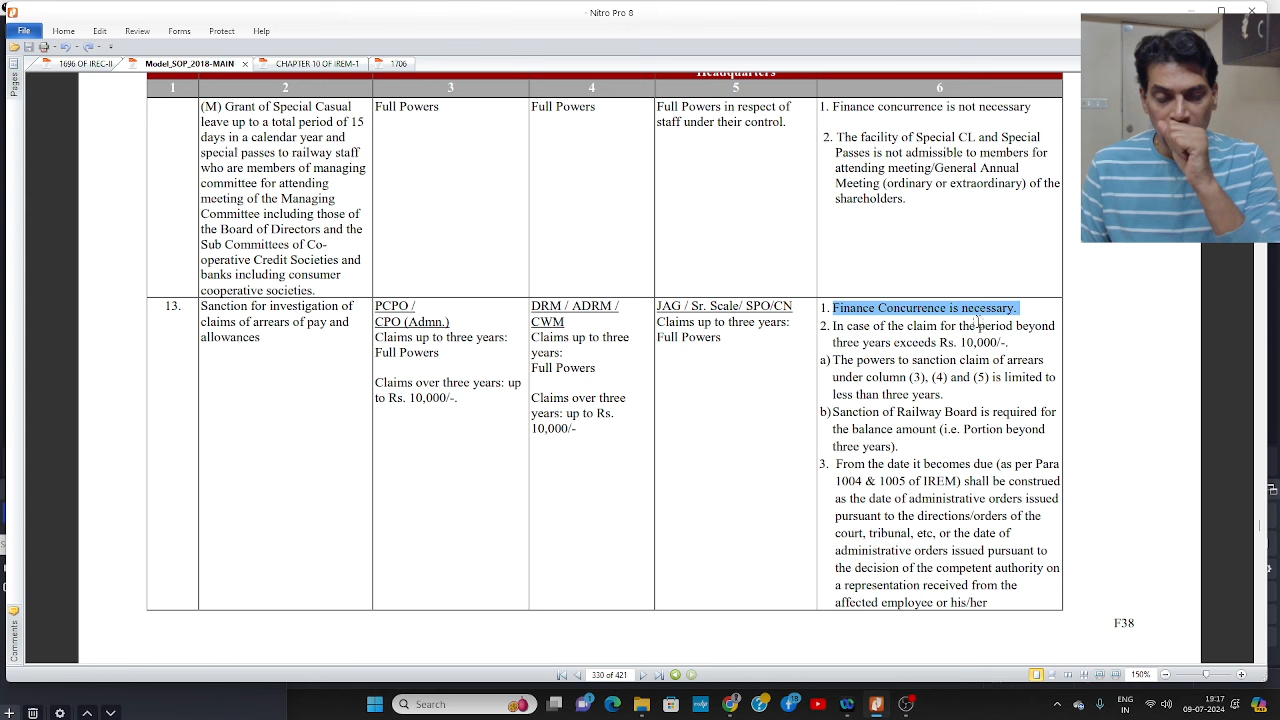 - Nitro Pro 8
File
Home
Edit
Review
Forms
Protect
Help
1696 OF IREC-II
Model_SOP_2018-MAIN
CHAPTER 10 OF IREM-1
1706
Pages
Comments
Headquarters
1
2
3
4
5
6
(M) Grant of Special Casual
leave up to a total period of 15
days in a calendar year and
special passes to railway staff
who are members of managing
committee for attending
meeting of the Managing
Committee including those of
the Board of Directors and the
Sub Committees of Co-
operative Credit Societies and
banks including consumer
cooperative societies.
Full Powers
Full Powers
Full Powers in respect of
staff under their control.
1. Finance concurrence is not necessary
2. The facility of Special CL and Special
Passes is not admissible to members for
attending meeting/General Annual
Meeting (ordinary or extraordinary) of the
shareholders.
13.
Sanction for investigation of
claims of arrears of pay and
allowances
PCPO /
CPO (Admn.)
Claims up to three years:
Full Powers
Claims over three years: up
to Rs. 10,000/-.
DRM / ADRM /
CWM
Claims up to three
years:
Full Powers
Claims over three
years: up to Rs.
10,000/-
JAG / Sr. Scale/ SPO/CN
Claims up to three years:
Full Powers
1. Finance Concurrence is necessary.
2. In case of the claim for the period beyond
three years exceeds Rs. 10,000/-.
a) The powers to sanction claim of arrears
under column (3), (4) and (5) is limited to
less than three years.
b) Sanction of Railway Board is required for
the balance amount (i.e. Portion beyond
three years).
3. From the date it becomes due (as per Para
1004 & 1005 of IREM) shall be construed
as the date of administrative orders issued
pursuant to the directions/orders of the
court, tribunal, etc, or the date of
administrative orders issued pursuant to
the decision of the competent authority on
a representation received from the
affected employee or his/her
F38
330 of 421
150%
Search
ENG
IN
19:17
09-07-2024